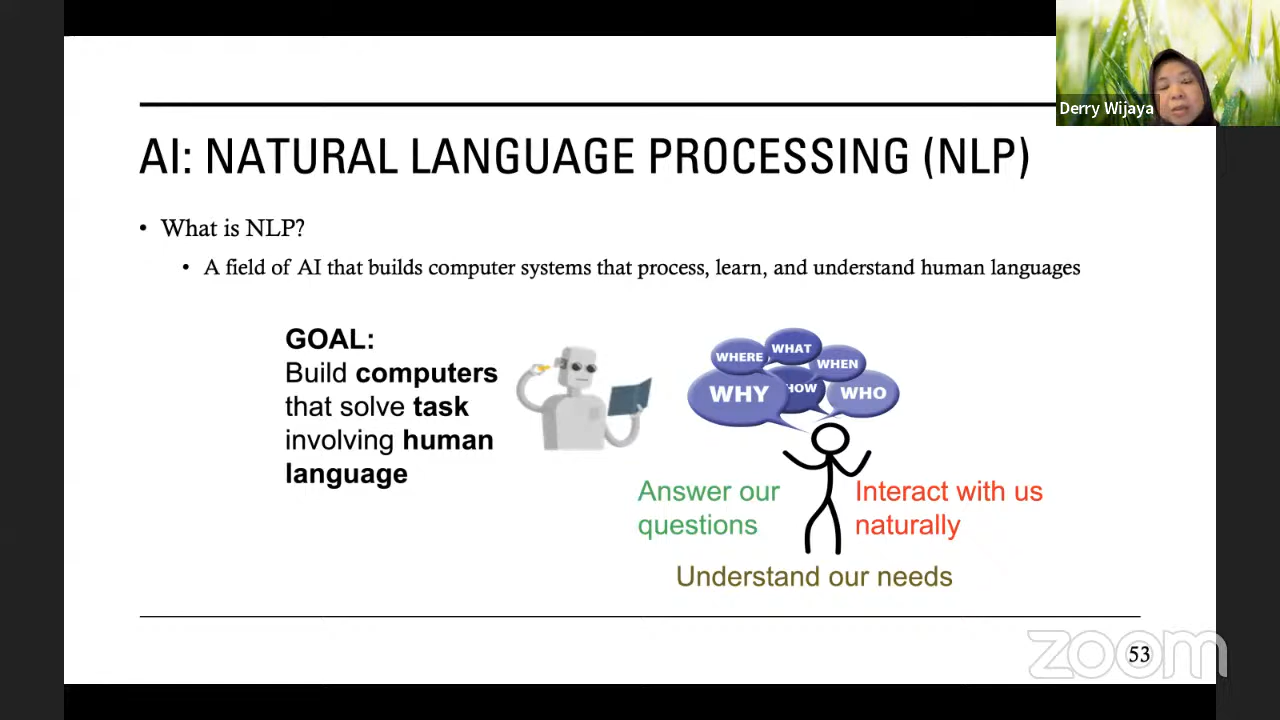 Derry Wijaya
AI: NATURAL LANGUAGE PROCESSING (NLP)
• What is NLP?
• A field of AI that builds computer systems that process, learn, and understand human languages
GOAL:
Build computers
that solve task
involving human
language
WHERE
WHAT
WHEN
WHY
HOW
WHO
Answer our
questions
Interact with us
naturally
Understand our needs
zoom
53